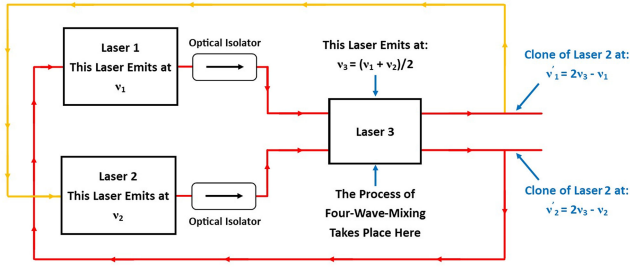 Laser 1
This Laser Emits at
ν₁
Optical Isolator
This Laser Emits at:
ν₃ = (ν₁ + ν₂)/2
Clone of Laser 2 at:
ν′₁ = 2ν₃ - ν₁
Laser 3
Laser 2
This Laser Emits at
ν₂
Optical Isolator
The Process of
Four-Wave-Mixing
Takes Place Here
Clone of Laser 2 at:
ν′₂ = 2ν₃ - ν₂